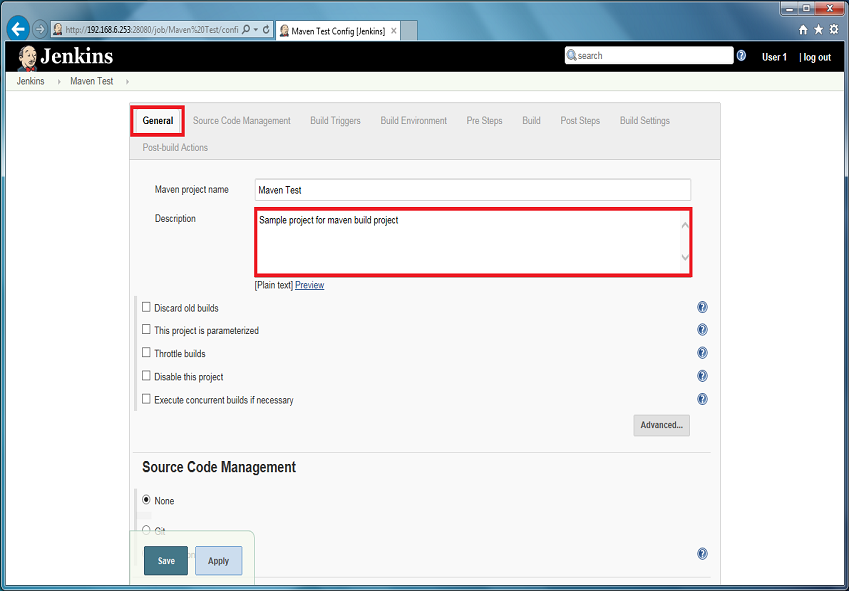 http://192.168.6.253:28080/job/Maven%20Test/confi
Maven Test Config [Jenkins]
Jenkins
search
User 1 | log out
Jenkins Maven Test
General Source Code Management Build Triggers Build Environment Pre Steps Build Post Steps Build Settings
Post-build Actions
Maven project name Maven Test
Description Sample project for maven build project
[Plain text] Preview
Discard old builds
This project is parameterized
Throttle builds
Disable this project
Execute concurrent builds if necessary
Advanced...
Source Code Management
None
Git
Save Apply